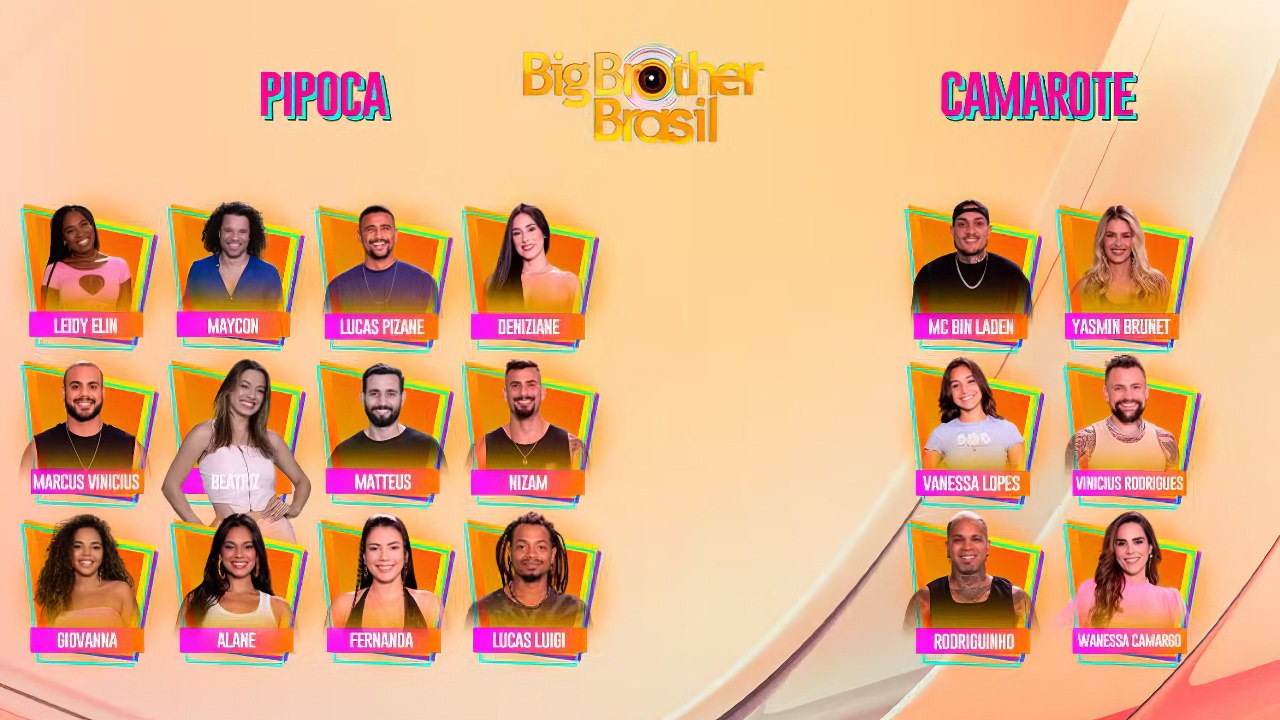 PIPOCA
Big Brother
Brasil
CAMAROTE
LEIDY ELIN
MAYCON
LUCAS PIZANE
DENIZIANE
MC BIN LADEN
YASMIN BRUNET
MARCUS VINICIUS
BEATRIZ
MATTEUS
NIZAM
VANESSA LOPES
VINICIUS RODRIGUES
GIOVANNA
ALANE
FERNANDA
LUCAS LUIGI
RODRIGUINHO
WANESSA CAMARGO